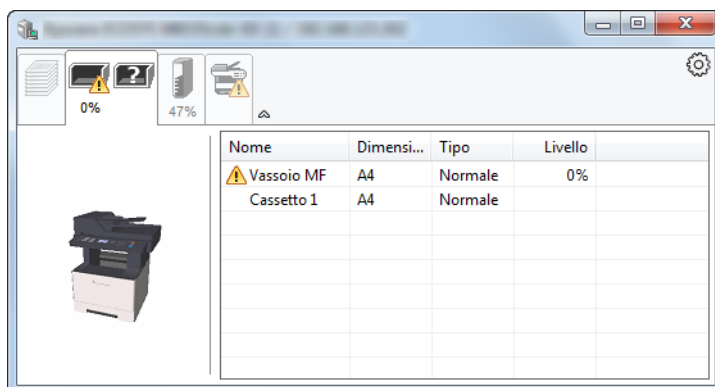 0%
47%
Nome Dimensi... Tipo Livello
Vassoio MF A4 Normale 0%
Cassetto 1 A4 Normale